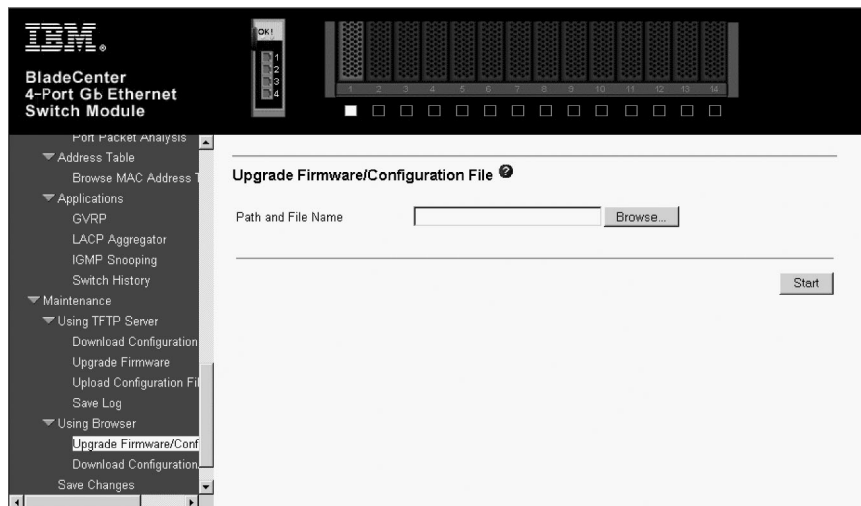 IBM.
BladeCenter
4-Port Gb Ethernet
Switch Module
OK!
1
2
3
4
1 2 3 4 5 6 7 8 9 10 11 12 13 14
Port Packet Analysis
Address Table
Browse MAC Address T
Applications
GVRP
LACP Aggregator
IGMP Snooping
Switch History
Maintenance
Using TFTP Server
Download Configuration
Upgrade Firmware
Upload Configuration Fil
Save Log
Using Browser
Upgrade Firmware/Conf
Download Configuration
Save Changes
Upgrade Firmware/Configuration File ?
Path and File Name
Browse...
Start